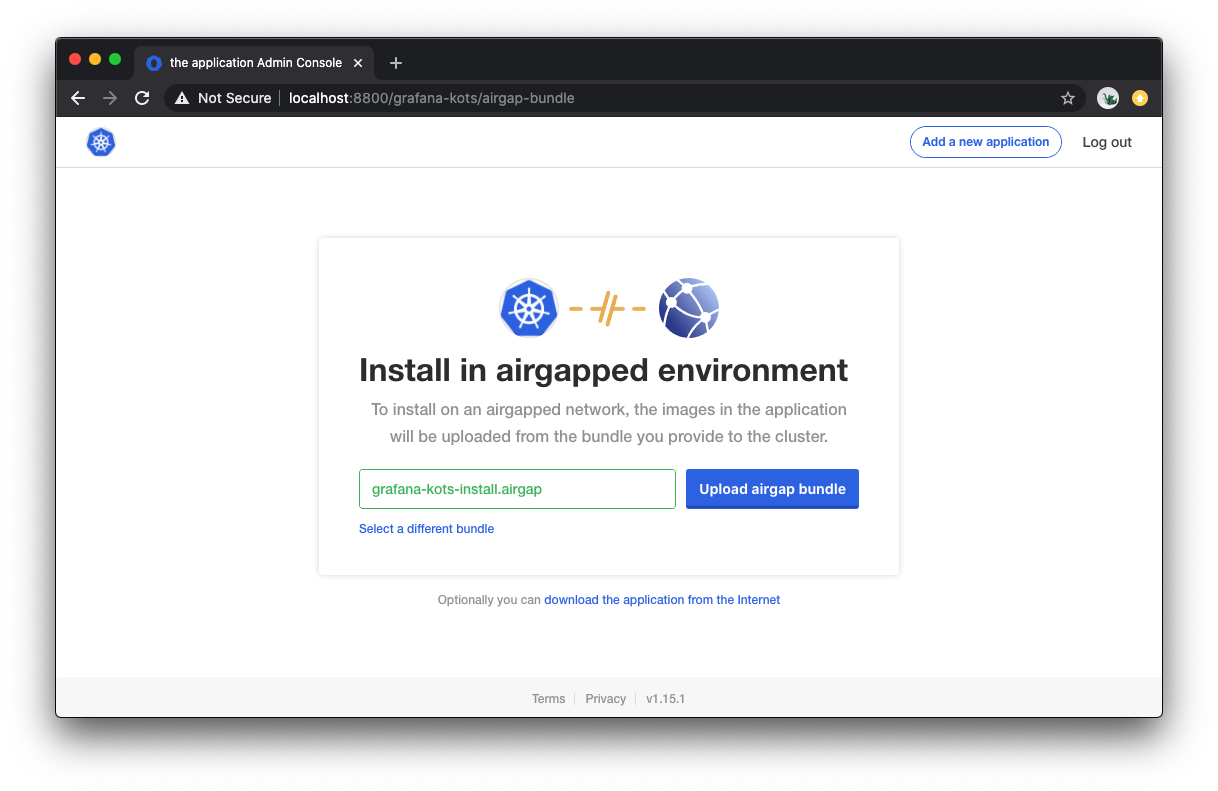 the application Admin Console
Not Secure localhost:8800/grafana-kots/airgap-bundle
Add a new application Log out
Install in airgapped environment
To install on an airgapped network, the images in the application
will be uploaded from the bundle you provide to the cluster.
grafana-kots-install.airgap Upload airgap bundle
Select a different bundle
Optionally you can download the application from the Internet
Terms Privacy v1.15.1